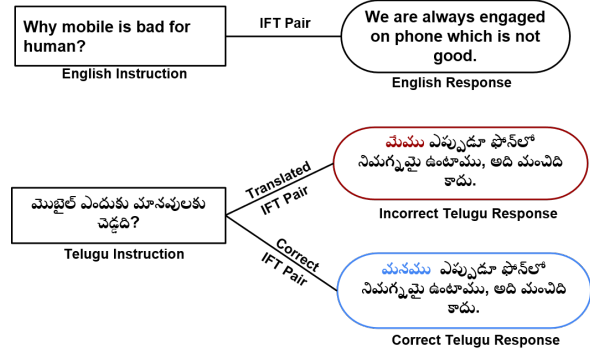 Why mobile is bad for
human?
English Instruction
IFT Pair
We are always engaged
on phone which is not
good.
English Response
మొబైల్ ఎందుకు మానవులకు
చెడ్డది?
Telugu Instruction
Translated
IFT Pair
మేము ఎప్పుడూ ఫోన్‌లో
నిమగ్నమై ఉంటాము, అది మంచిది
కాదు.
Incorrect Telugu Response
Correct
IFT Pair
మనము ఎప్పుడూ ఫోన్‌లో
నిమగ్నమై ఉంటాము, అది మంచిది
కాదు.
Correct Telugu Response